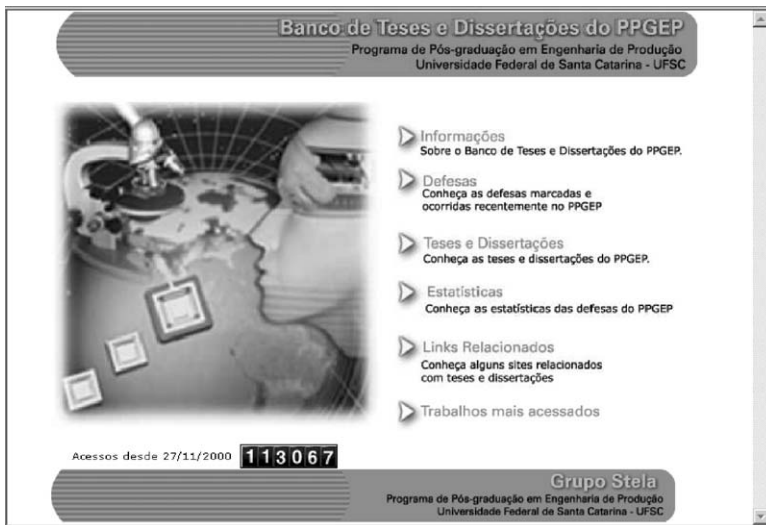 Banco de Teses e Dissertações do PPGEP
Programa de Pós-graduação em Engenharia de Produção
Universidade Federal de Santa Catarina - UFSC
Informações
Sobre o Banco de Teses e Dissertações do PPGEP.
Defesas
Conheça as defesas marcadas e
ocorridas recentemente no PPGEP
Teses e Dissertações
Conheça as teses e dissertações do PPGEP.
Estatísticas
Conheça as estatísticas das defesas do PPGEP
Links Relacionados
Conheça alguns sites relacionados
com teses e dissertações
Trabalhos mais acessados
Acessos desde 27/11/2000 113067
Grupo Stela
Programa de Pós-graduação em Engenharia de Produção
Universidade Federal de Santa Catarina - UFSC